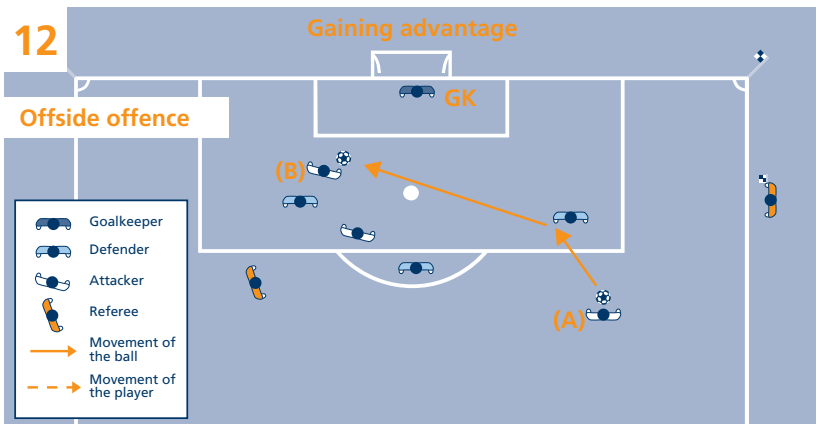 12
Gaining advantage
GK
Offside offence
(B)
(A)
Goalkeeper
Defender
Attacker
Referee
Movement of
the ball
Movement of
the player